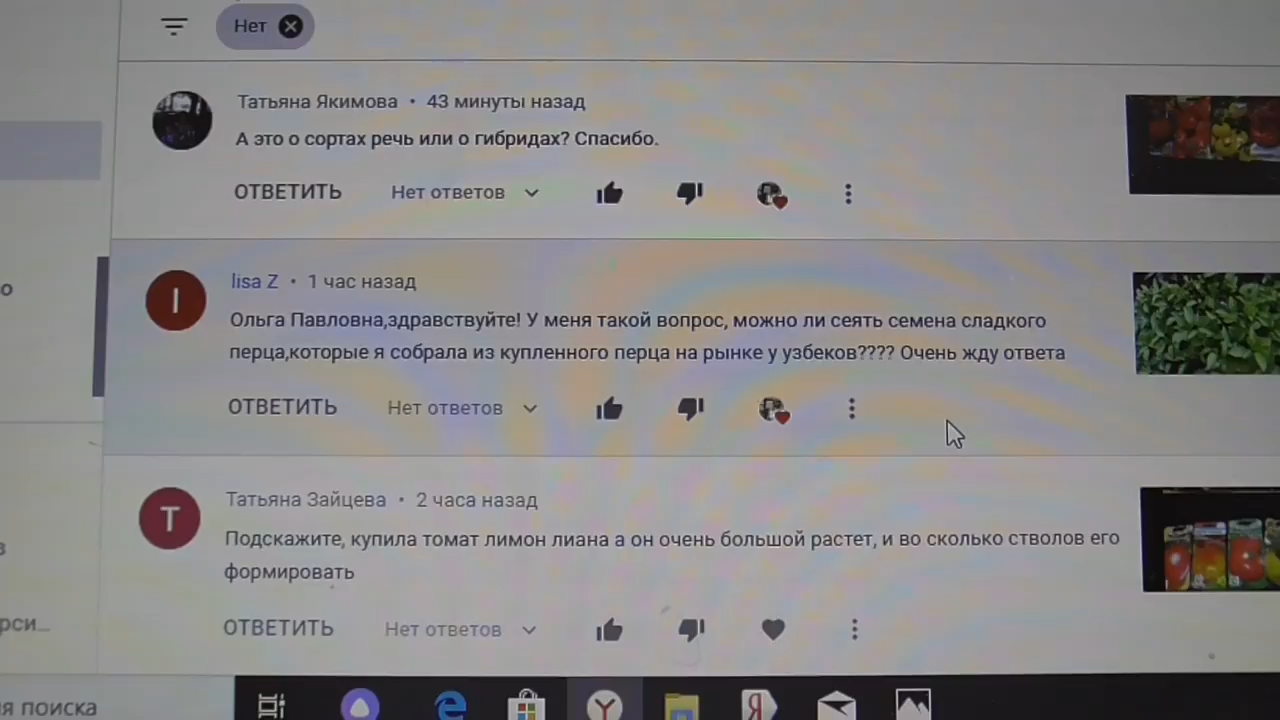 Нет
Татьяна Якимова • 43 минуты назад
А это о сортах речь или о гибридах? Спасибо.
ОТВЕТИТЬ Нет ответов
I
lisa Z • 1 час назад
Ольга Павловна,здравствуйте! У меня такой вопрос, можно ли сеять семена сладкого
перца,которые я собрала из купленного перца на рынке у узбеков???? Очень жду ответа
ОТВЕТИТЬ Нет ответов
Т
Татьяна Зайцева • 2 часа назад
Подскажите, купила томат лимон лиана а он очень большой растет, и во сколько стволов его
формировать
ОТВЕТИТЬ Нет ответов
рси...
я поиска